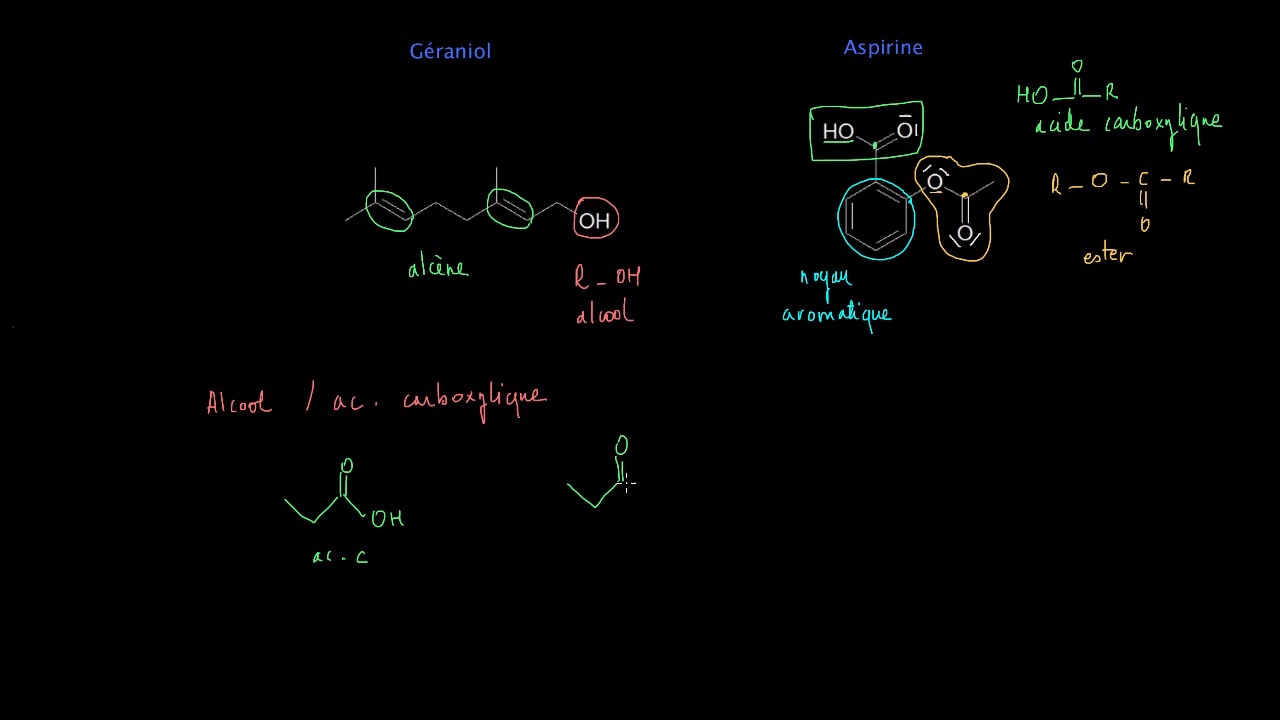 Géraniol
Aspirine
O
HO – R
acide carboxylique
HO O
O
O
OH
R – O – C – R
O
ester
alcène
R – OH
alcool
noyau
aromatique
Alcool / ac. carboxylique
O
OH
ac. C
O